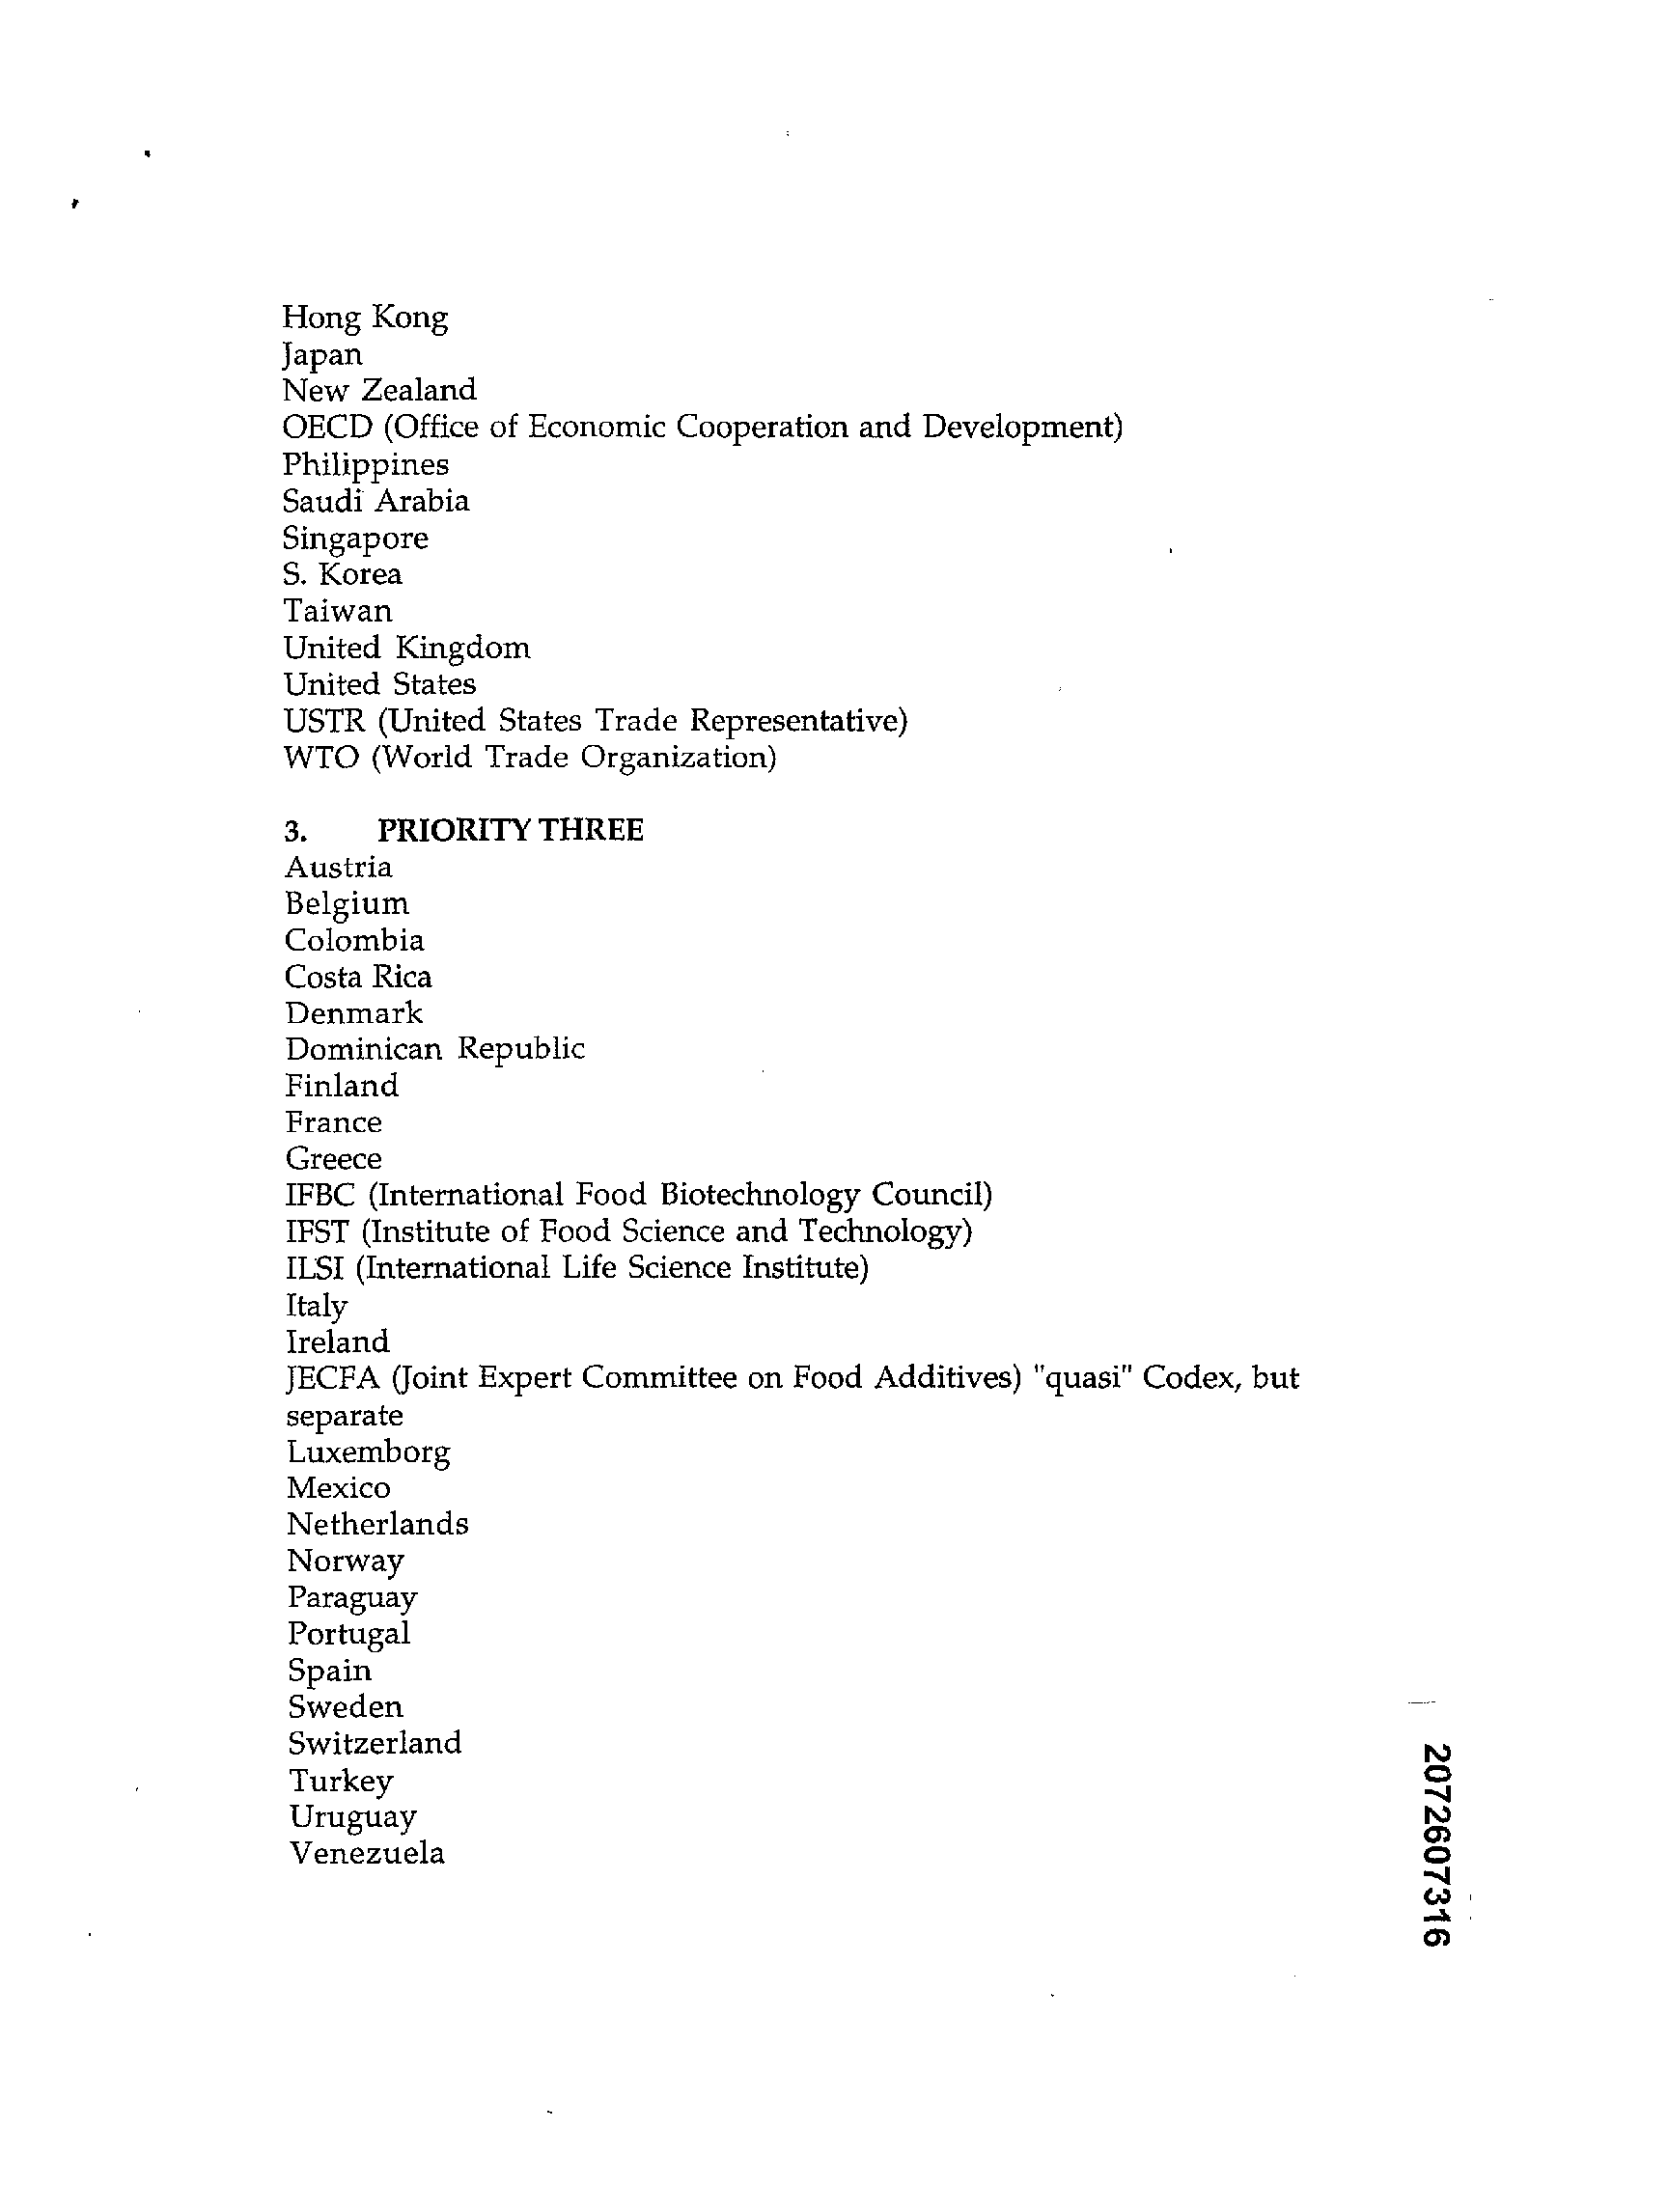 Hong Kong
Japan
New Zealand
OECD (Office of Economic Cooperation and Development)
Philippines
Saudi Arabia
Singapore
S. Korea
Taiwan
United Kingdom
United States
USTR (United States Trade Representative)
WTO (World Trade Organization)
3. PRIORITY THREE
Austria
Belgium
Colombia
Costa Rica
Denmark
Dominican Republic
Finland
France
Greece
IFBC (International Food Biotechnology Council)
IFST (Institute of Food Science and Technology)
ILSI (International Life Science Institute)
Italy
Ireland
JECFA (Joint Expert Committee on Food Additives) "quasi" Codex, but
separate
Luxemborg
Mexico
Netherlands
Norway
Paraguay
Portugal
Spain
Sweden
Switzerland
Turkey
Uruguay
Venezuela
2072607316